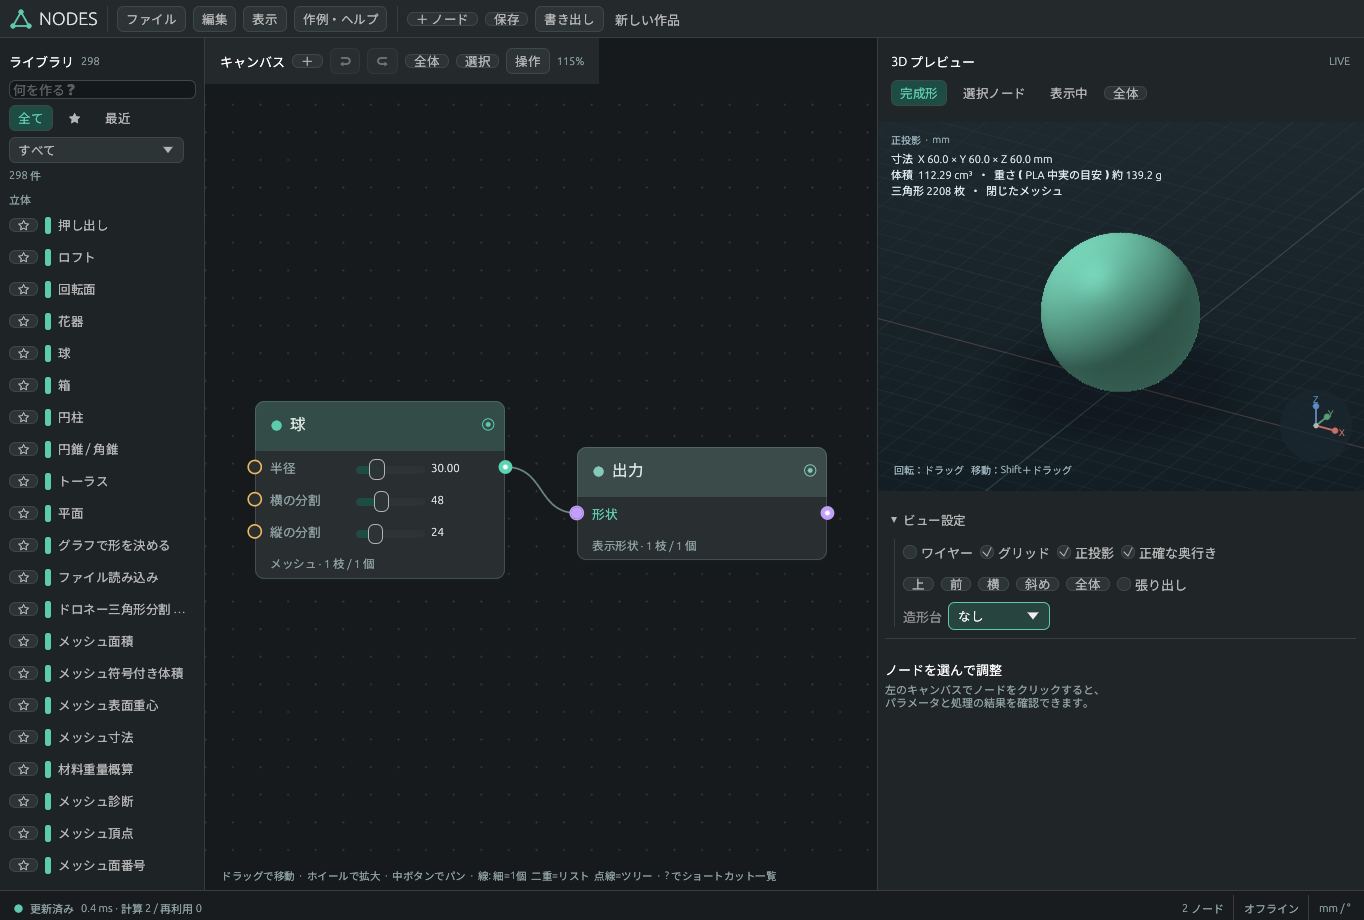 NODES ファイル 編集 表示 作例・ヘルプ ＋ノード 保存 書き出し 新しい作品
ライブラリ 298
何を作る？
全て ★ 最近
すべて
298 件
立体
押し出し
ロフト
回転面
花器
球
箱
円柱
円錐 / 角錐
トーラス
平面
グラフで形を決める
ファイル読み込み
ドロネー三角形分割 …
メッシュ面積
メッシュ符号付き体積
メッシュ表面重心
メッシュ寸法
材料重量概算
メッシュ診断
メッシュ頂点
メッシュ面番号
キャンバス ＋ 全体 選択 操作 115%
球
半径 30.00
横の分割 48
縦の分割 24
メッシュ · 1 枝 / 1 個
出力
形状
表示形状 · 1 枝 / 1 個
ドラッグで移動 · ホイールで拡大 · 中ボタンでパン · 線: 細=1個 二重=リスト 点線=ツリー · ? でショートカット一覧
3D プレビュー LIVE
完成形 選択ノード 表示中 全体
正投影 · mm
寸法 X 60.0 × Y 60.0 × Z 60.0 mm
体積 112.29 cm³ ・ 重さ ( PLA 中実の目安 ) 約 139.2 g
三角形 2208 枚 ・ 閉じたメッシュ
Z
Y
X
回転：ドラッグ 移動：Shift＋ドラッグ
▼ ビュー設定
ワイヤー グリッド 正投影 正確な奥行き
上 前 横 斜め 全体 張り出し
造形台 なし
ノードを選んで調整
左のキャンバスでノードをクリックすると、
パラメータと処理の結果を確認できます。
更新済み 0.4 ms · 計算 2 / 再利用 0
2 ノード オフライン mm / °